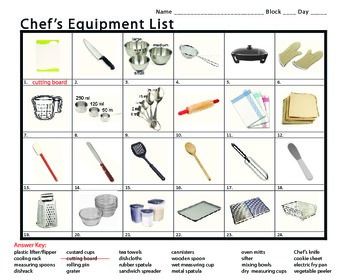 Name ____________________ Block ____ Day _____
Chef's Equipment List
1. cutting board 2. 3. 4. 5. 6.
250 ml
120 ml
60 m
7. 8. 9. 10. 11. 12.
13. 14. 15. 16. 17. 18.
19. 20. 21. 22. 23. 24.
Answer Key:
plastic lifter/flipper custard cups tea towels cannisters oven mitts Chef's knife
cooling rack cutting board dishcloths wooden spoon sifter cookie sheet
measuring spoons rolling pin rubber spatula wet measuring cup mixing bowls electric fry pan
dishrack grater sandwich spreader metal spatula dry measuring cups vegetable peeler